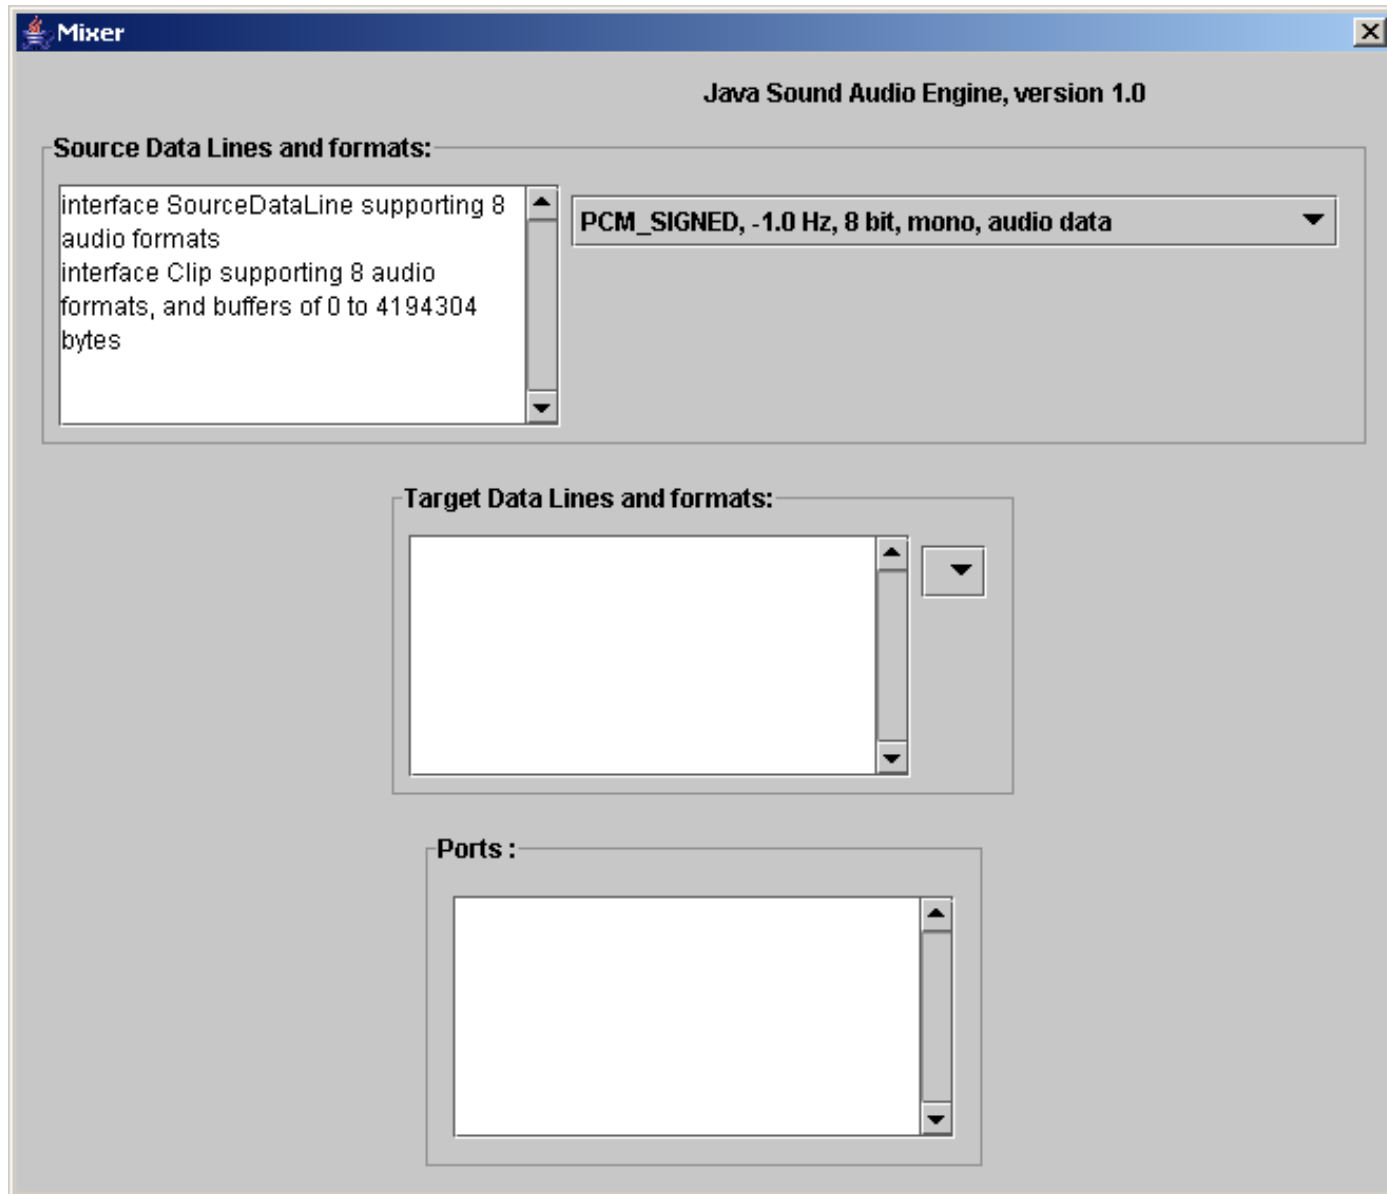 Mixer
Java Sound Audio Engine, version 1.0
Source Data Lines and formats:
interface SourceDataLine supporting 8
audio formats
interface Clip supporting 8 audio
formats, and buffers of 0 to 4194304
bytes
PCM_SIGNED, -1.0 Hz, 8 bit, mono, audio data
Target Data Lines and formats:
Ports :